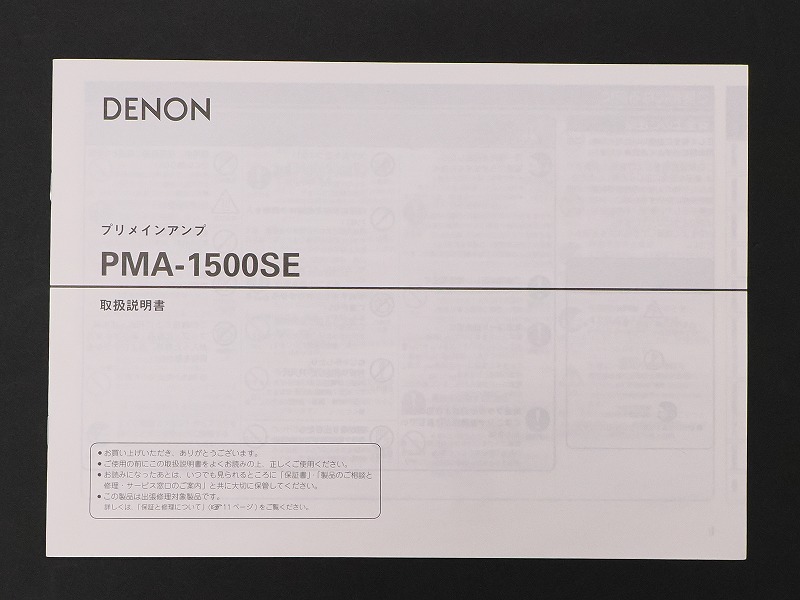 DENON
プリメインアンプ
PMA-1500SE
取扱説明書
●お買い上げいただき、ありがとうございます。
●ご使用の前にこの取扱説明書をよくお読みの上、正しくご使用ください。
●お読みになったあとは、いつでも見られるところに「保証書」・「製品のご相談と
修理・サービス窓口のご案内」と共に大切に保管してください。
●この製品は出張修理対象製品です。
詳しくは、「保証と修理について」(☞11ページ)をご覧ください。